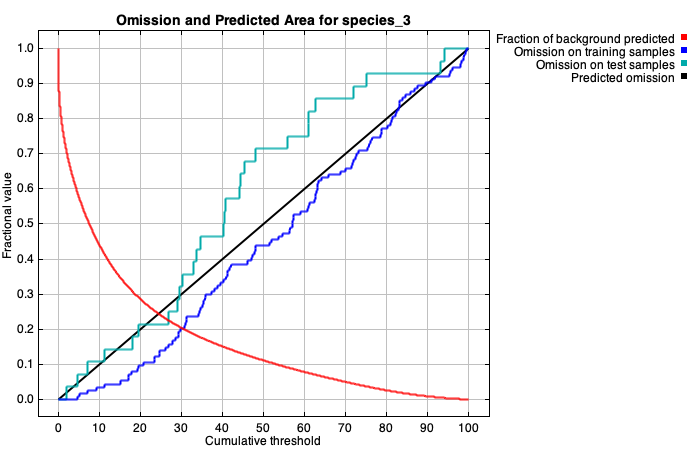 Omission and Predicted Area for species_3
Fraction of background predicted
Omission on training samples
Omission on test samples
Predicted omission
Fractional value
1.0
0.9
0.8
0.7
0.6
0.5
0.4
0.3
0.2
0.1
0.0
0 10 20 30 40 50 60 70 80 90 100
Cumulative threshold